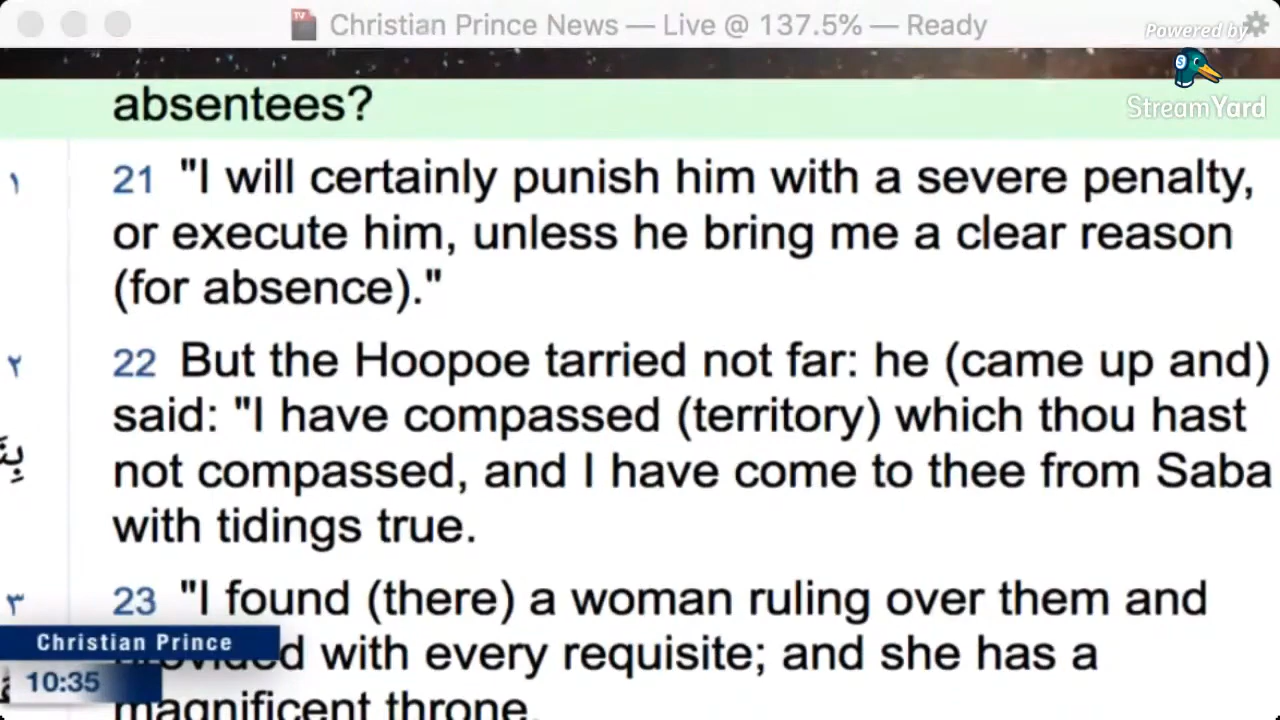 Christian Prince News — Live @ 137.5% — Ready
Powered by
StreamYard
absentees?
١
21 "I will certainly punish him with a severe penalty,
or execute him, unless he bring me a clear reason
(for absence)."
٢
22 But the Hoopoe tarried not far: he (came up and)
said: "I have compassed (territory) which thou hast
not compassed, and I have come to thee from Saba
with tidings true.
٣
23 "I found (there) a woman ruling over them and
with every requisite; and she has a
magnificent throne.
Christian Prince
10:35